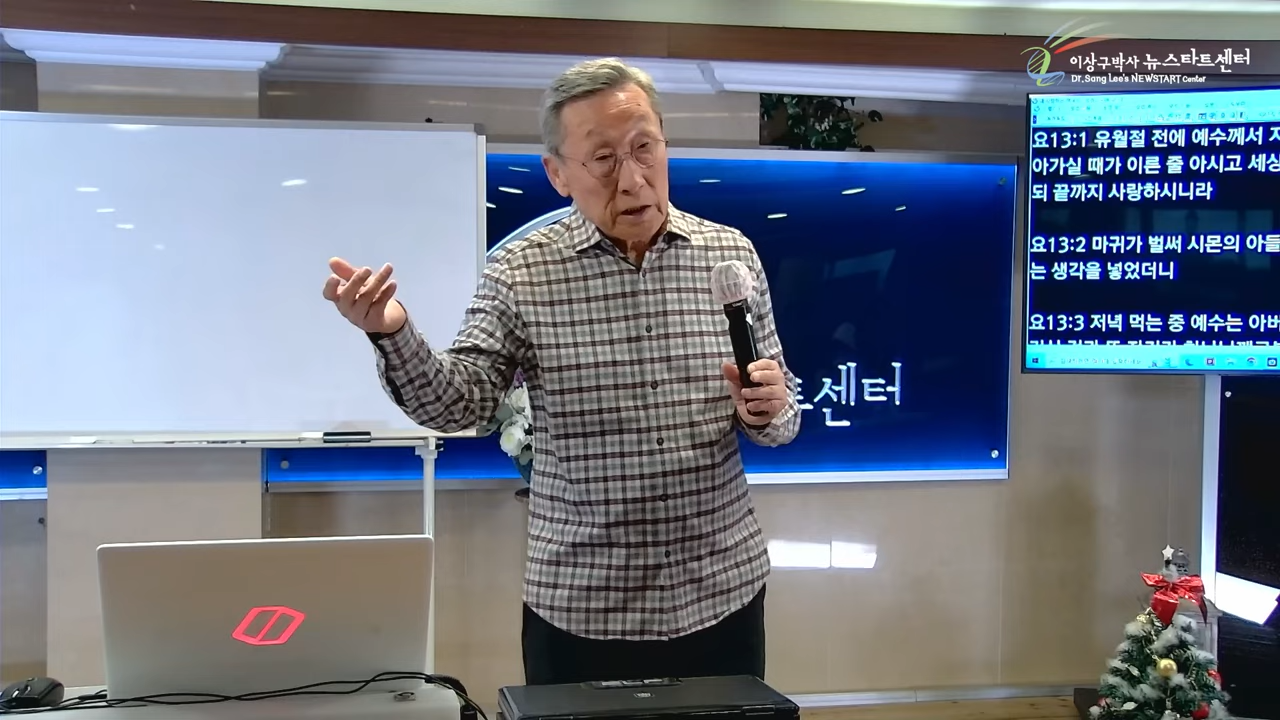 이상구박사 뉴스타트센터
Dr.Sang Lee's NEWSTART Center
요13:1 유월절 전에 예수께서
아가실 때가 이른 줄 아시고 세상
되 끝까지 사랑하시니라
요13:2 마귀가 벌써 시몬의 아들
는 생각을 넣었더니
요13:3 저녁 먹는 중 예수는 아버
트센터